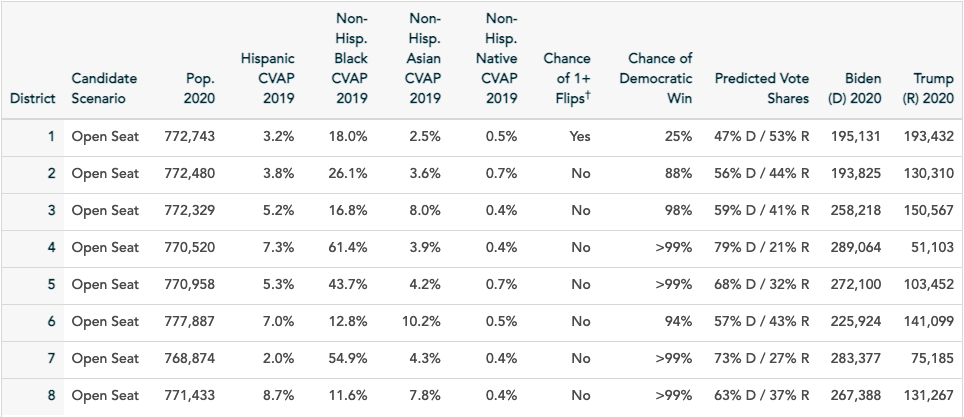 District Candidate Scenario Pop. 2020 Hispanic CVAP 2019 Non-Hisp. Black CVAP 2019 Non-Hisp. Asian CVAP 2019 Non-Hisp. Native CVAP 2019 Chance of 1+ Flips† Chance of Democratic Win Predicted Vote Shares Biden (D) 2020 Trump (R) 2020
1 Open Seat 772,743 3.2% 18.0% 2.5% 0.5% Yes 25% 47% D / 53% R 195,131 193,432
2 Open Seat 772,480 3.8% 26.1% 3.6% 0.7% No 88% 56% D / 44% R 193,825 130,310
3 Open Seat 772,329 5.2% 16.8% 8.0% 0.4% No 98% 59% D / 41% R 258,218 150,567
4 Open Seat 770,520 7.3% 61.4% 3.9% 0.4% No >99% 79% D / 21% R 289,064 51,103
5 Open Seat 770,958 5.3% 43.7% 4.2% 0.7% No >99% 68% D / 32% R 272,100 103,452
6 Open Seat 777,887 7.0% 12.8% 10.2% 0.5% No 94% 57% D / 43% R 225,924 141,099
7 Open Seat 768,874 2.0% 54.9% 4.3% 0.4% No >99% 73% D / 27% R 283,377 75,185
8 Open Seat 771,433 8.7% 11.6% 7.8% 0.4% No >99% 63% D / 37% R 267,388 131,267